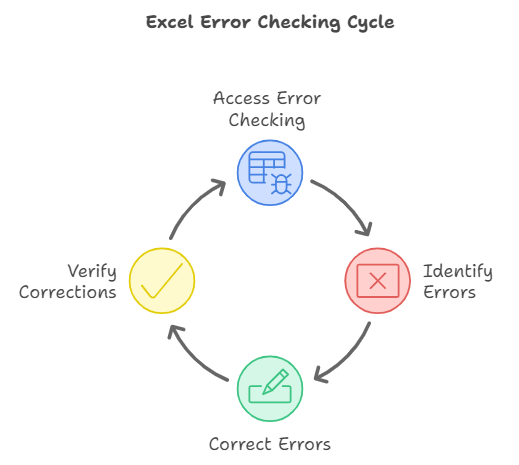 Excel Error Checking Cycle
Access Error
Checking
Identify
Errors
Correct Errors
Verify
Corrections